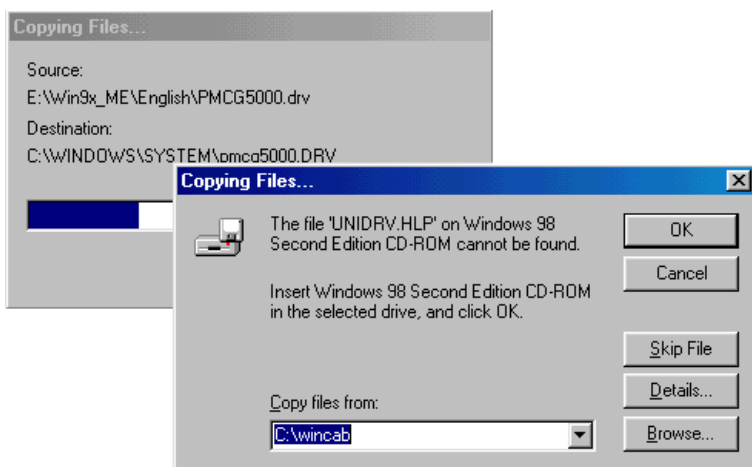 Copying Files...
Source:
E:\Win9x_ME\English\PMCG5000.drv
Destination:
C:\WINDOWS\SYSTEM\pmcg5000.DRV
Copying Files...
The file 'UNIDRV.HLP' on Windows 98
Second Edition CD-ROM cannot be found.
Insert Windows 98 Second Edition CD-ROM
in the selected drive, and click OK.
Copy files from:
C:\wincab
OK
Cancel
Skip File
Details...
Browse...